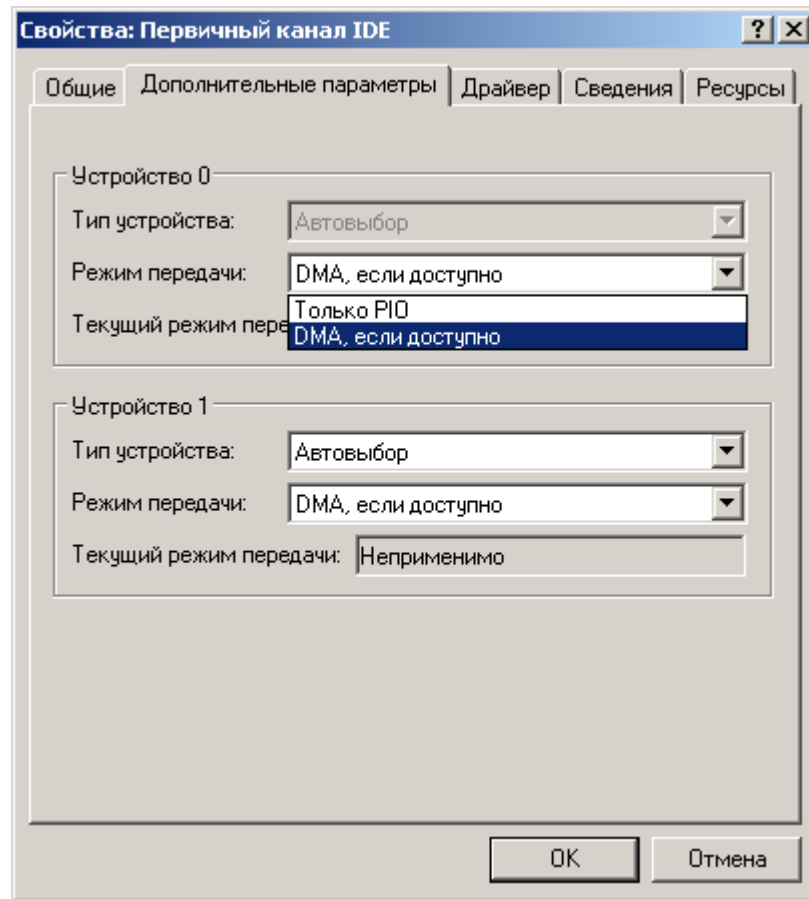 Свойства: Первичный канал IDE
Общие Дополнительные параметры Драйвер Сведения Ресурсы
Устройство 0
Тип устройства: Автовыбор
Режим передачи: DMA, если доступно
Только PIO
Текущий режим пере
DMA, если доступно
Устройство 1
Тип устройства: Автовыбор
Режим передачи: DMA, если доступно
Текущий режим передачи: Неприменимо
OK Отмена